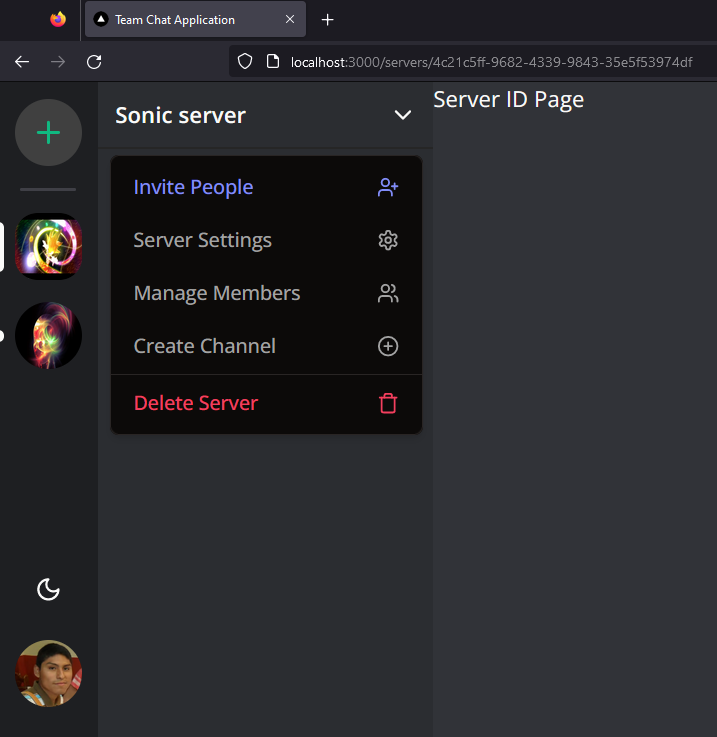 Team Chat Application
localhost:3000/servers/4c21c5ff-9682-4339-9843-35e5f53974df
Sonic server
Server ID Page
Invite People
Server Settings
Manage Members
Create Channel
Delete Server